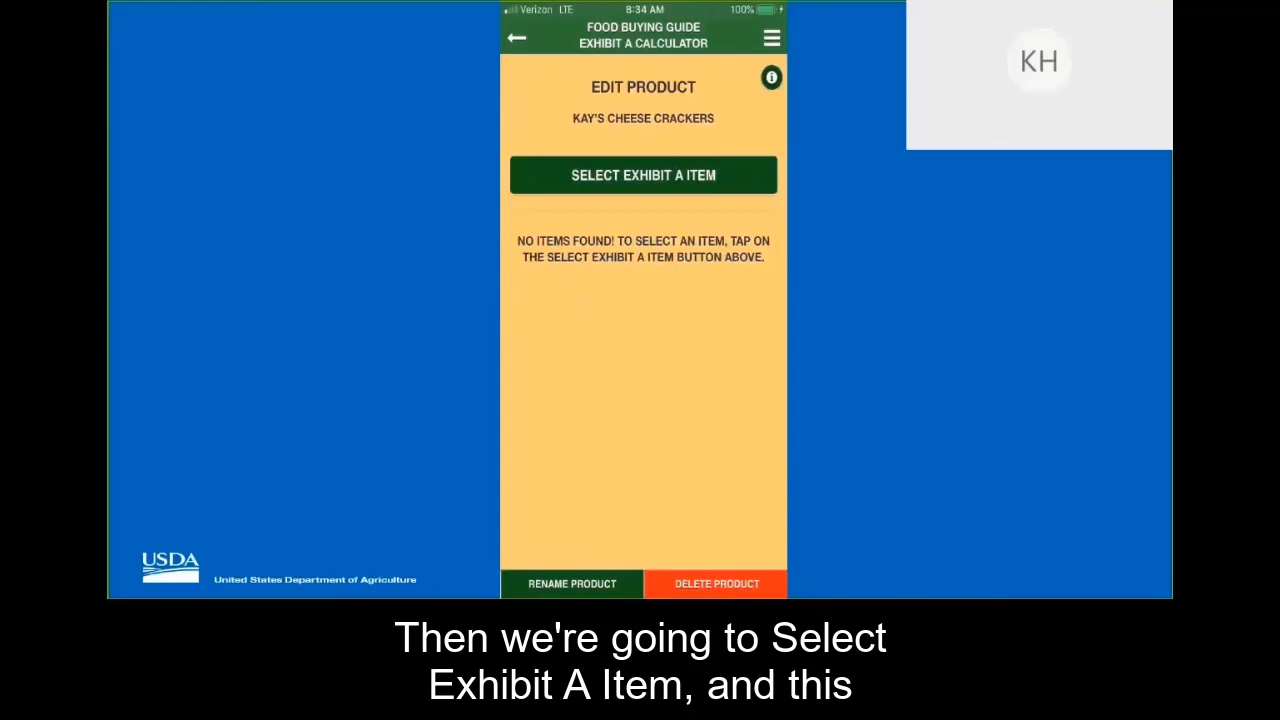 Verizon LTE 8:34 AM 100%
FOOD BUYING GUIDE
EXHIBIT A CALCULATOR
KH
EDIT PRODUCT
KAY'S CHEESE CRACKERS
SELECT EXHIBIT A ITEM
NO ITEMS FOUND! TO SELECT AN ITEM, TAP ON
THE SELECT EXHIBIT A ITEM BUTTON ABOVE.
USDA
United States Department of Agriculture
RENAME PRODUCT
DELETE PRODUCT
Then we're going to Select
Exhibit A Item, and this